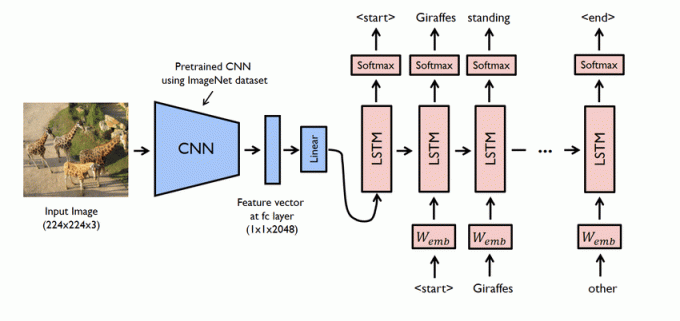 <start> Giraffes standing <end>
Softmax Softmax Softmax Softmax
Pretrained CNN
using ImageNet dataset
CNN
Linear
LSTM LSTM LSTM ... LSTM
Input Image
(224x224x3)
Feature vector
at fc layer
(1x1x2048)
W_emb W_emb W_emb
<start> Giraffes other